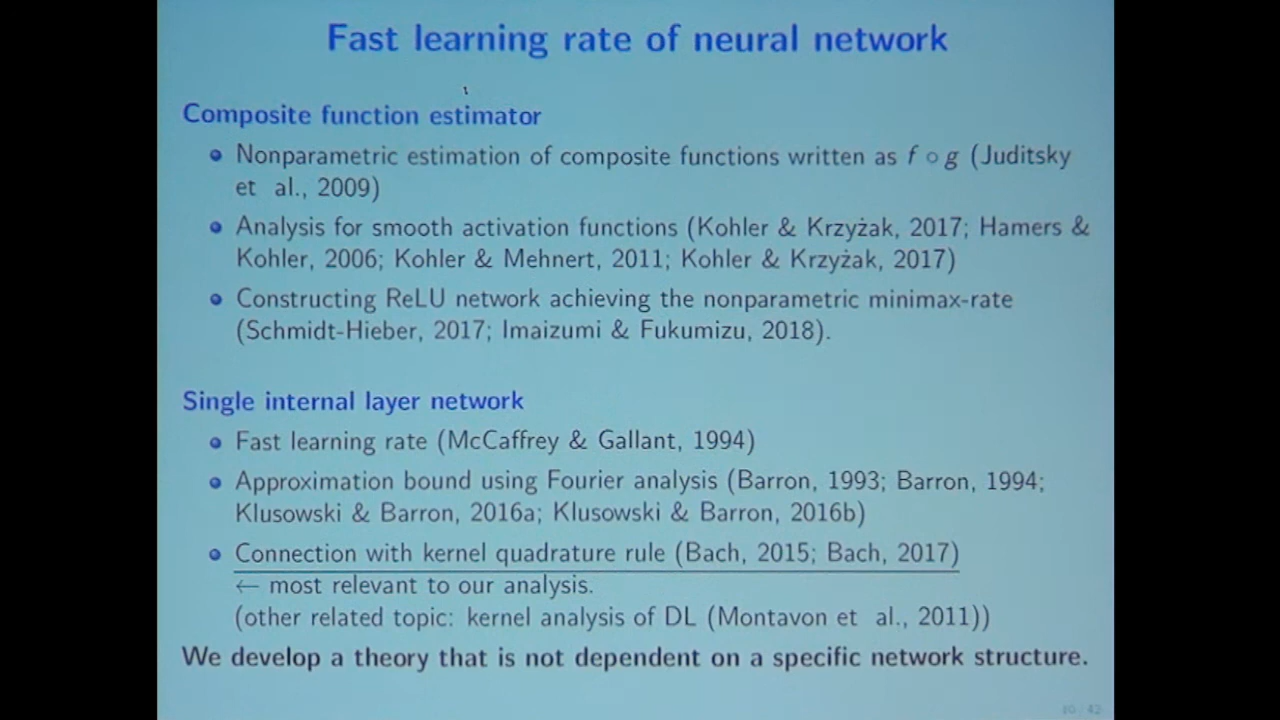 Fast learning rate of neural network
Composite function estimator
Nonparametric estimation of composite functions written as f ∘ g (Juditsky
et al., 2009)
Analysis for smooth activation functions (Kohler & Krzyżak, 2017; Hamers &
Kohler, 2006; Kohler & Mehnert, 2011; Kohler & Krzyżak, 2017)
Constructing ReLU network achieving the nonparametric minimax-rate
(Schmidt-Hieber, 2017; Imaizumi & Fukumizu, 2018).
Single internal layer network
Fast learning rate (McCaffrey & Gallant, 1994)
Approximation bound using Fourier analysis (Barron, 1993; Barron, 1994;
Klusowski & Barron, 2016a; Klusowski & Barron, 2016b)
Connection with kernel quadrature rule (Bach, 2015; Bach, 2017)
← most relevant to our analysis.
(other related topic: kernel analysis of DL (Montavon et al., 2011))
We develop a theory that is not dependent on a specific network structure.
10 / 42